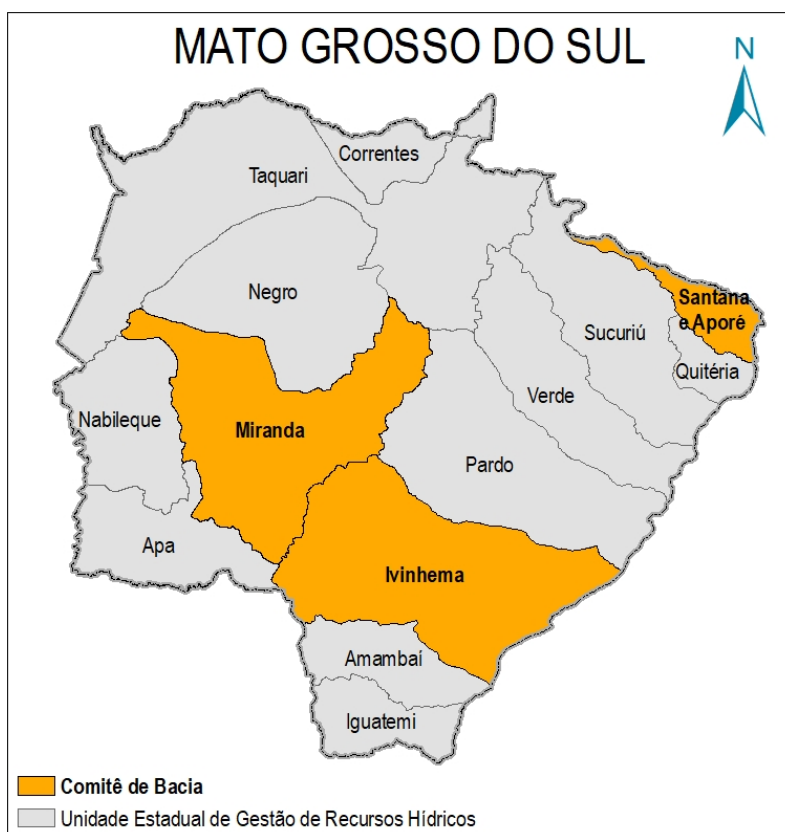 MATO GROSSO DO SUL
N
Correntes
Taquari
Negro
Santana
e Aporé
Sucuriú
Quitéria
Nabileque
Verde
Miranda
Pardo
Apa
Ivinhema
Amambaí
Iguatemi
Comitê de Bacia
Unidade Estadual de Gestão de Recursos Hídricos